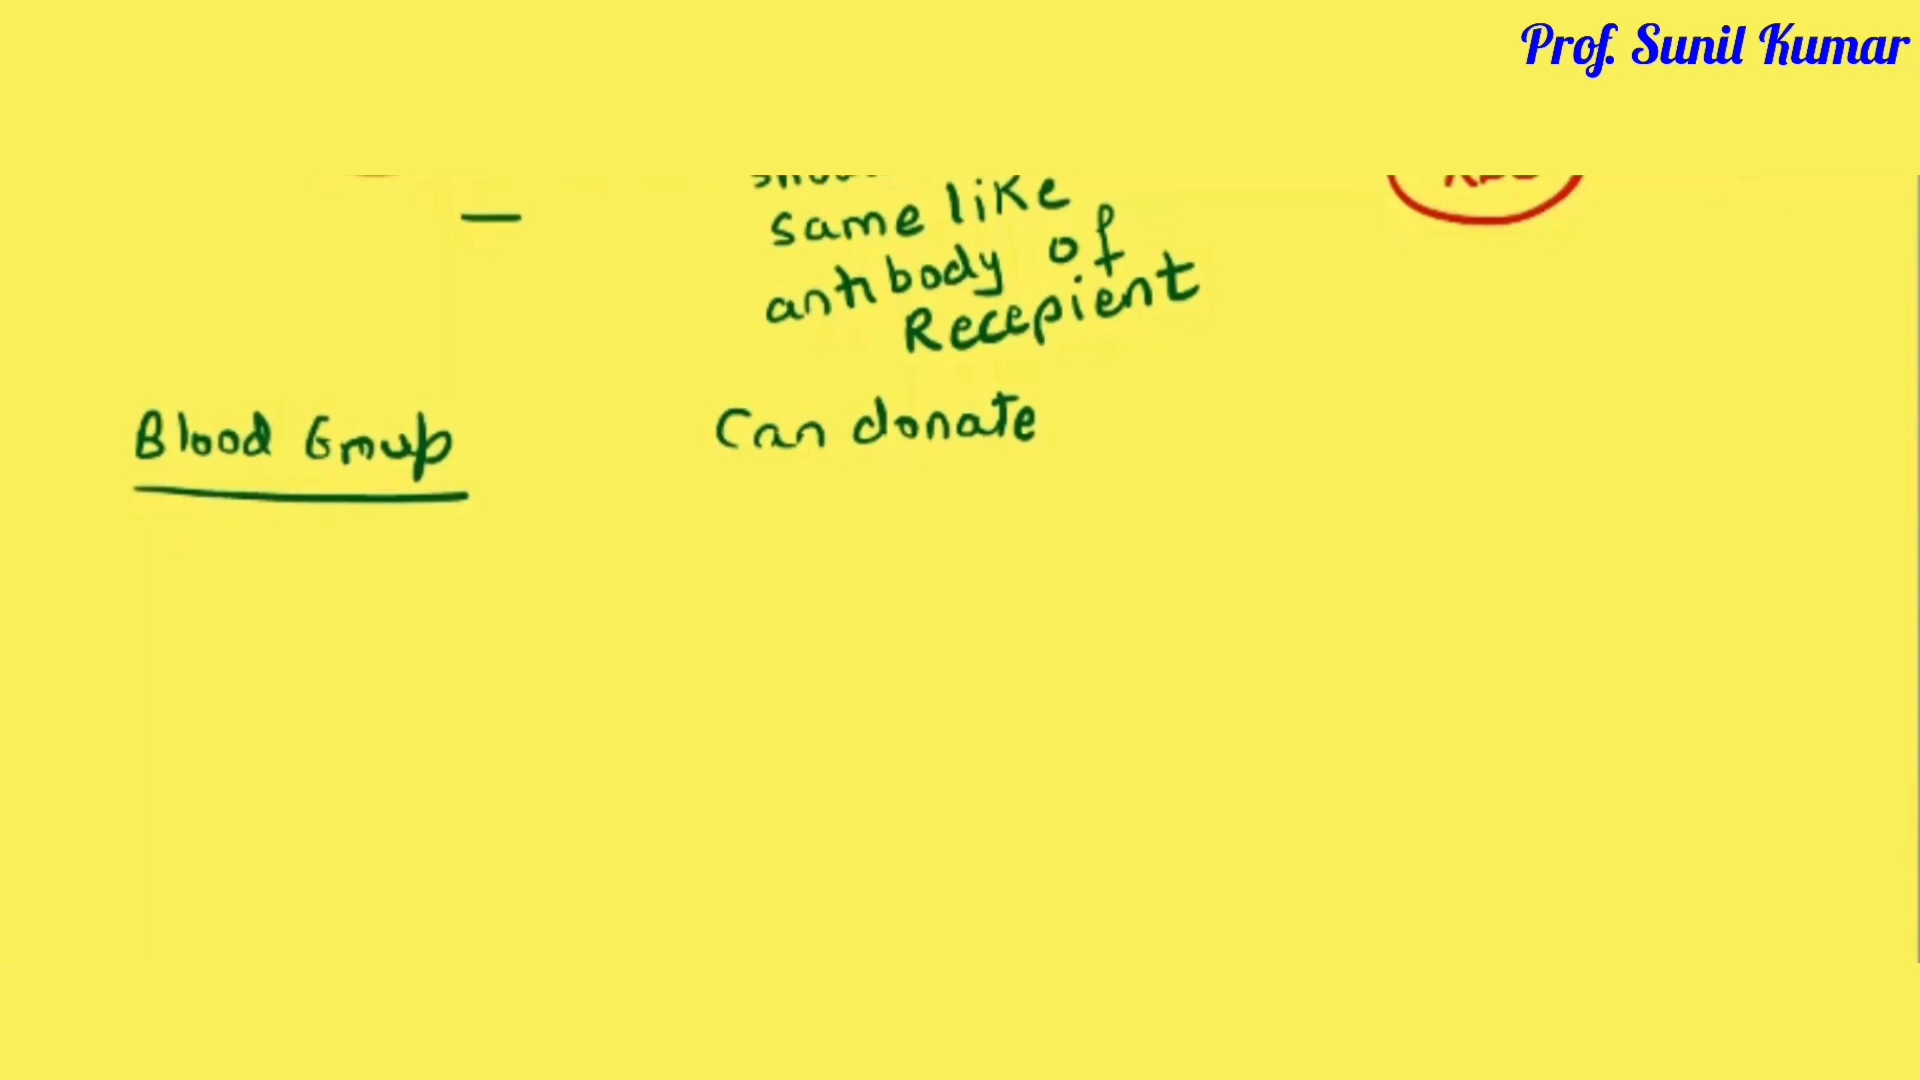 Prof. Sunil Kumar
same like
antibody of
Recepient
Blood Group
Can donate